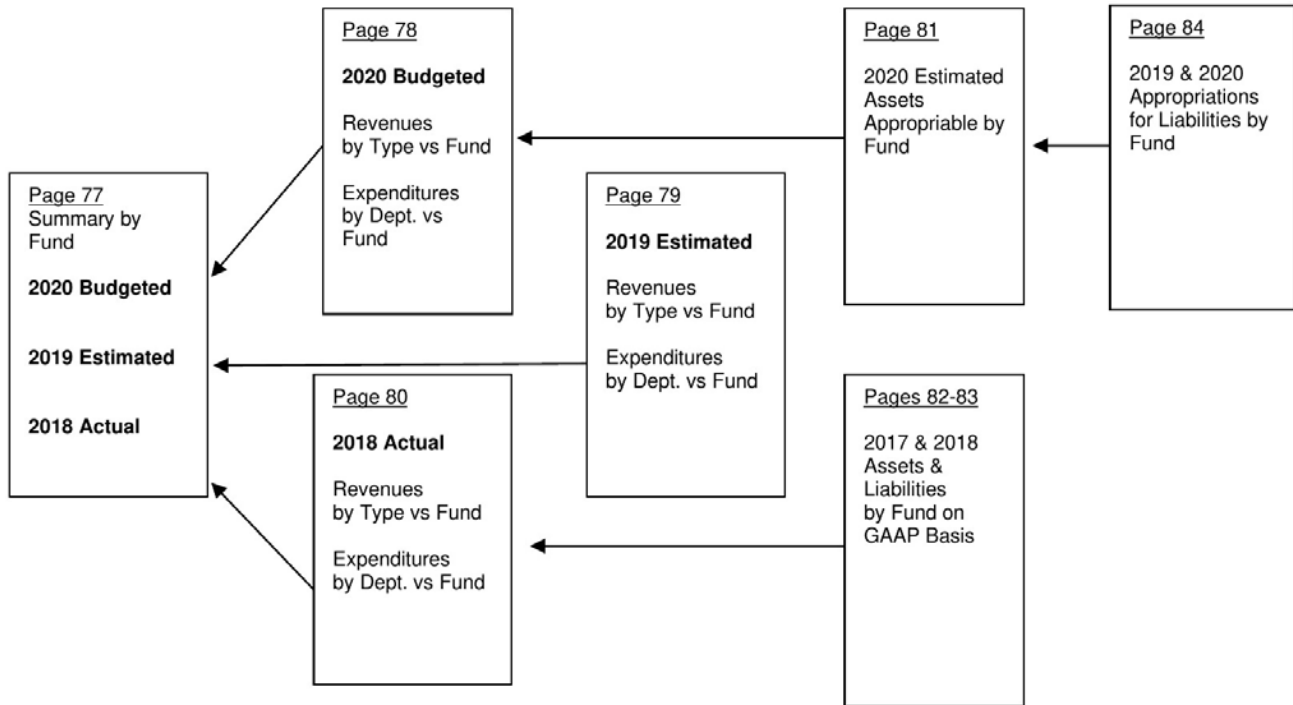 Page 77
Summary by
Fund
2020 Budgeted
2019 Estimated
2018 Actual
Page 78
2020 Budgeted
Revenues
by Type vs Fund
Expenditures
by Dept. vs
Fund
Page 80
2018 Actual
Revenues
by Type vs Fund
Expenditures
by Dept. vs Fund
Page 79
2019 Estimated
Revenues
by Type vs Fund
Expenditures
by Dept. vs Fund
Page 81
2020 Estimated
Assets
Appropriable by
Fund
Pages 82-83
2017 & 2018
Assets &
Liabilities
by Fund on
GAAP Basis
Page 84
2019 & 2020
Appropriations
for Liabilities by
Fund